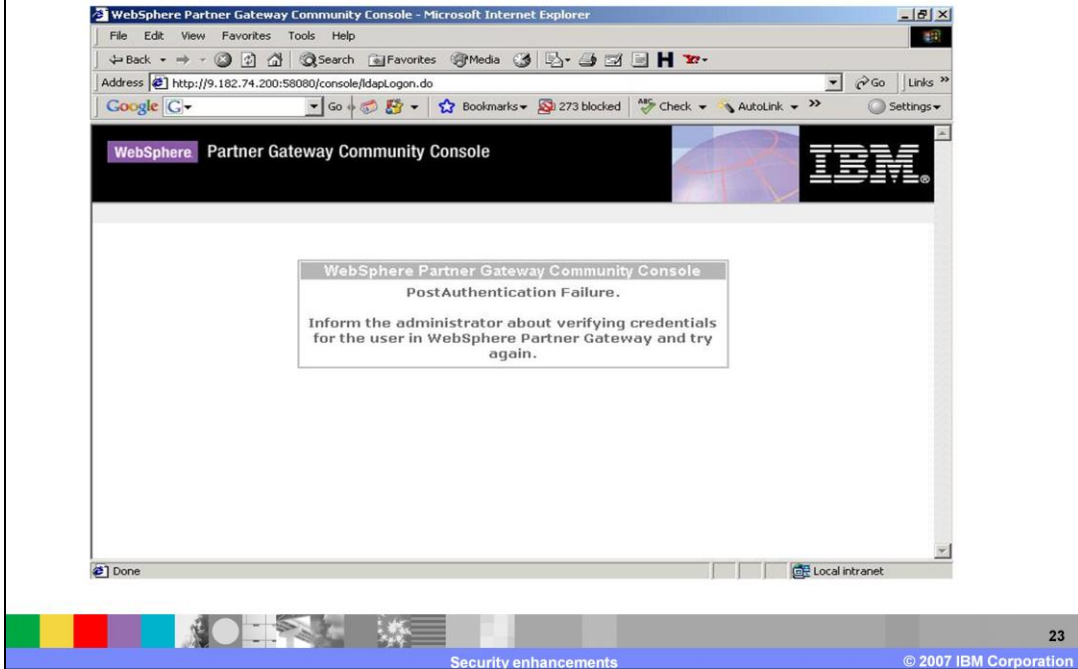 WebSphere Partner Gateway Community Console - Microsoft Internet Explorer
File Edit View Favorites Tools Help
Back Search Favorites Media
Address http://9.182.74.200:58080/console/ldapLogon.do Go Links »
Google G Go Bookmarks 273 blocked ABC Check AutoLink » Settings
WebSphere. Partner Gateway Community Console IBM®
WebSphere Partner Gateway Community Console
PostAuthentication Failure.
Inform the administrator about verifying credentials
for the user in WebSphere Partner Gateway and try
again.
Done Local intranet
23
Security enhancements © 2007 IBM Corporation